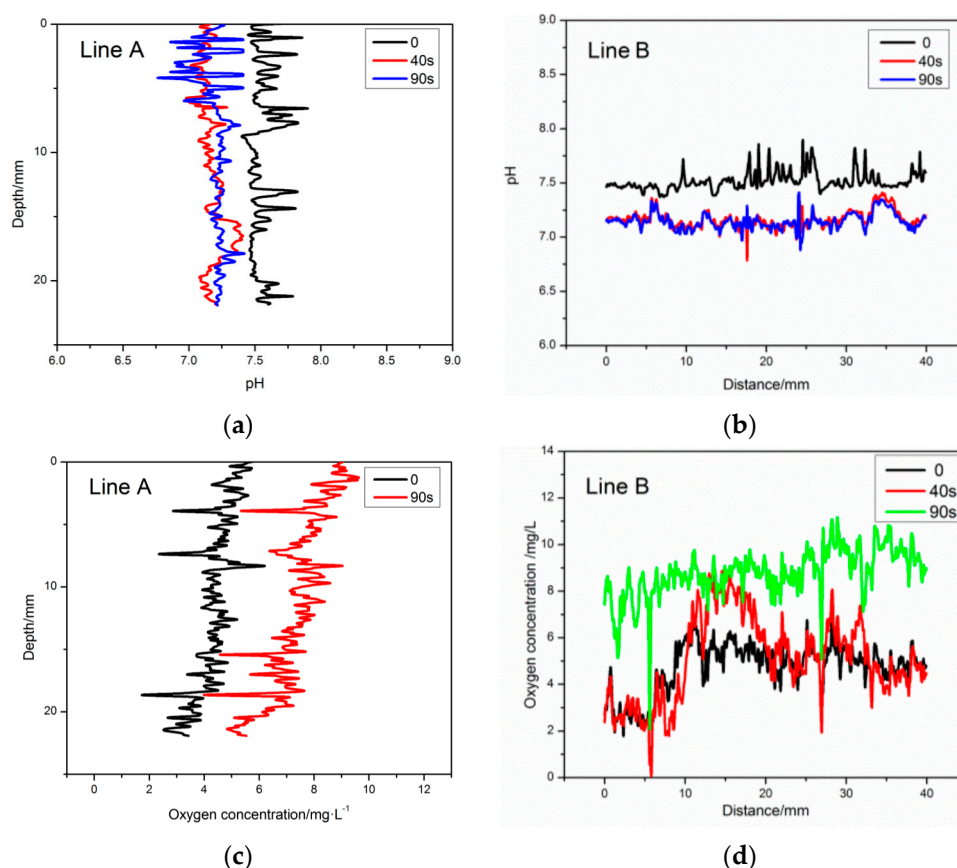 Line A
0
40s
90s
0
10
20
Depth/mm
6.0 6.5 7.0 7.5 8.0 8.5 9.0
pH
(a)
Line B
0
40s
90s
9.0
8.5
8.0
7.5
7.0
6.5
6.0
pH
0 10 20 30 40
Distance/mm
(b)
Line A
0
90s
0
10
20
Depth/mm
0 2 4 6 8 10 12
Oxygen concentration/mg·L⁻¹
(c)
Line B
0
40s
90s
14
12
10
8
6
4
2
0
Oxygen concentration /mg/L
0 10 20 30 40
Distance/mm
(d)